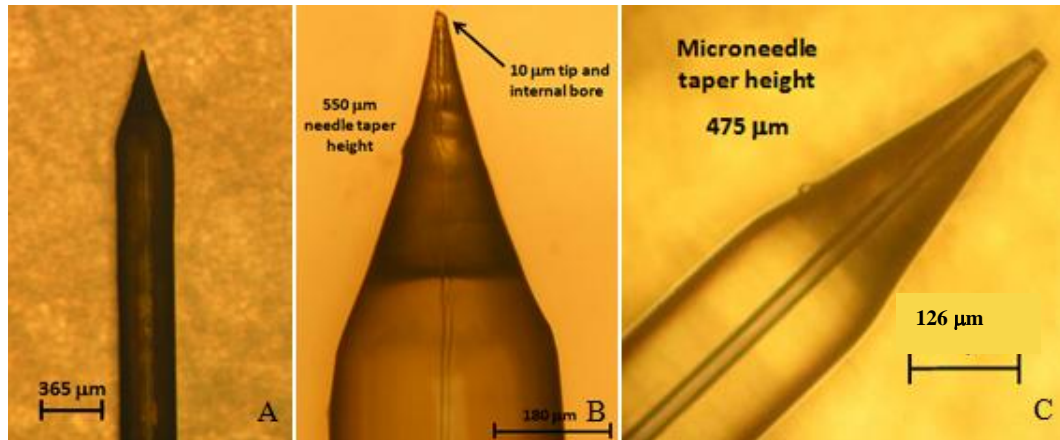 365 µm
A
10 µm tip and
internal bore
550 µm
needle taper
height
180 µm
B
Microneedle
taper height
475 µm
126 µm
C